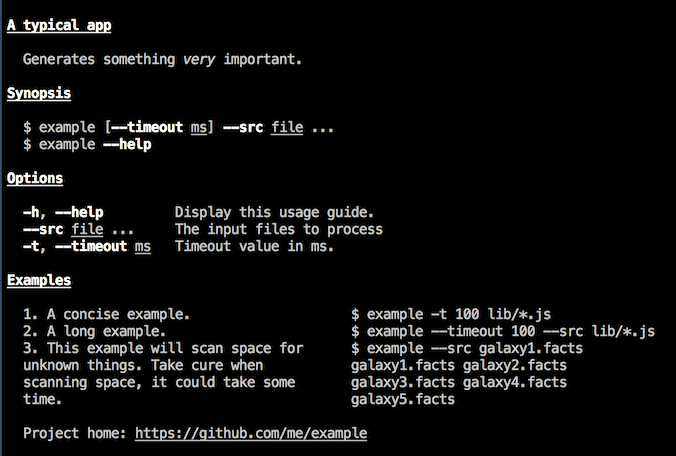 A typical app
Generates something very important.
Synopsis
$ example [--timeout ms] --src file ...
$ example --help
Options
-h, --help Display this usage guide.
--src file ... The input files to process
-t, --timeout ms Timeout value in ms.
Examples
1. A concise example. $ example -t 100 lib/*.js
2. A long example. $ example --timeout 100 --src lib/*.js
3. This example will scan space for $ example --src galaxy1.facts
unknown things. Take cure when galaxy1.facts galaxy2.facts
scanning space, it could take some galaxy3.facts galaxy4.facts
time. galaxy5.facts
Project home: https://github.com/me/example